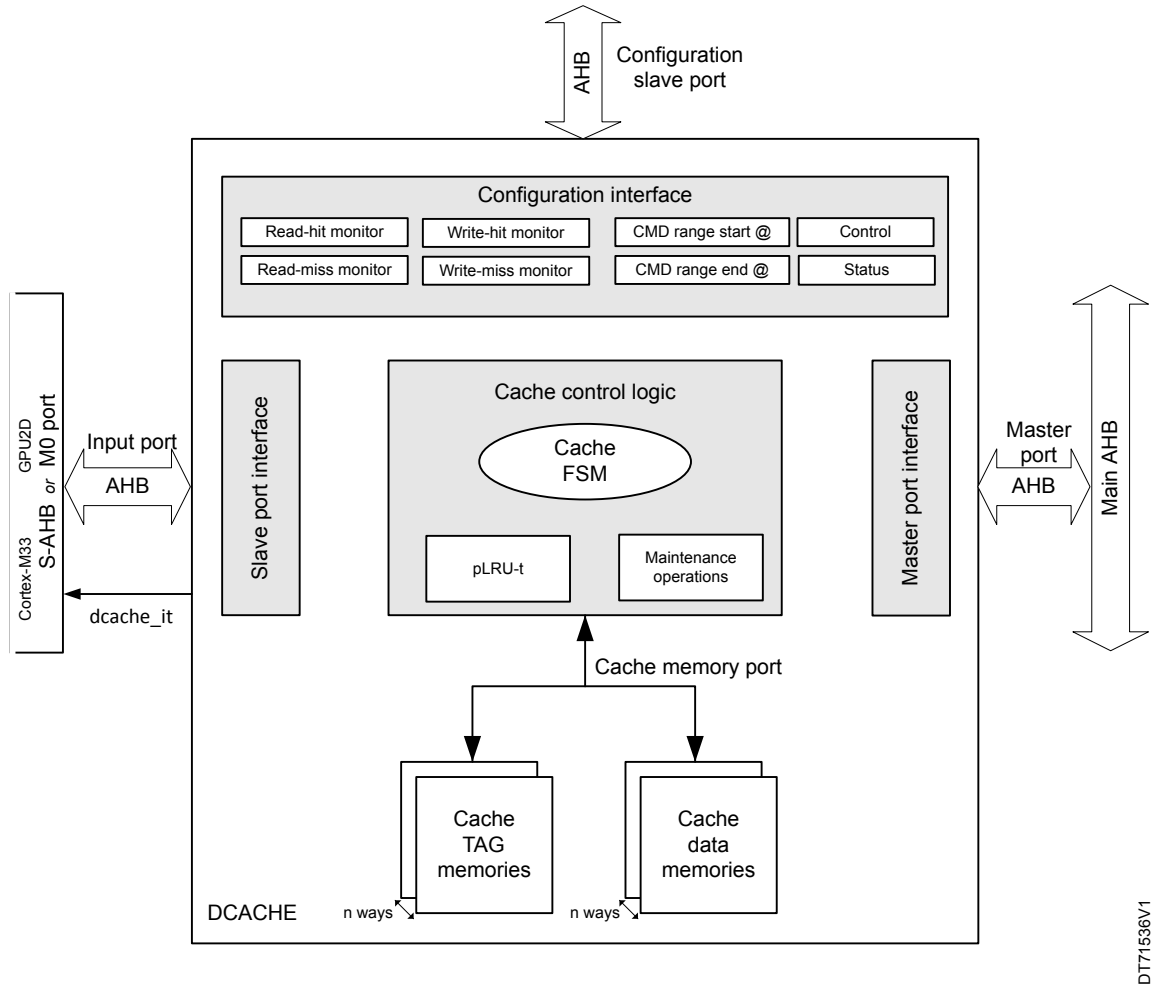 AHB
Configuration
slave port
Configuration interface
Read-hit monitor
Write-hit monitor
CMD range start @
Control
Read-miss monitor
Write-miss monitor
CMD range end @
Status
Cortex-M33 GPU2D
S-AHB or M0 port
Input port
AHB
dcache_it
Slave port interface
Cache control logic
Cache
FSM
pLRU-t
Maintenance
operations
Master port interface
Master
port
AHB
Main AHB
Cache memory port
Cache
TAG
memories
n ways
Cache
data
memories
n ways
DCACHE
DT71536V1